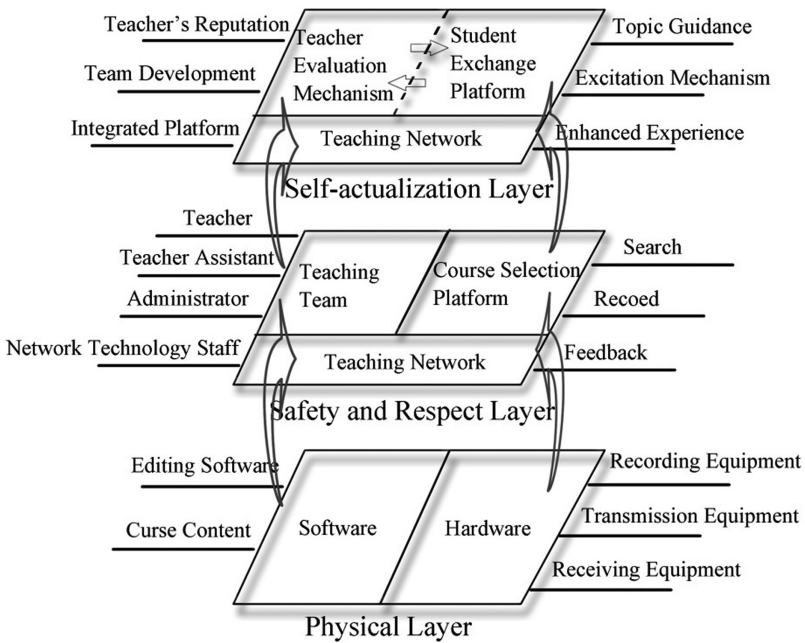 Teacher's Reputation
Team Development
Integrated Platform
Teacher
Evaluation
Mechanism
Student
Exchange
Platform
Teaching Network
Topic Guidance
Excitation Mechanism
Enhanced Experience
Self-actualization Layer
Teacher
Teacher Assistant
Administrator
Network Technology Staff
Teaching
Team
Course Selection
Platform
Teaching Network
Search
Recoed
Feedback
Safety and Respect Layer
Editing Software
Curse Content
Software
Hardware
Recording Equipment
Transmission Equipment
Receiving Equipment
Physical Layer